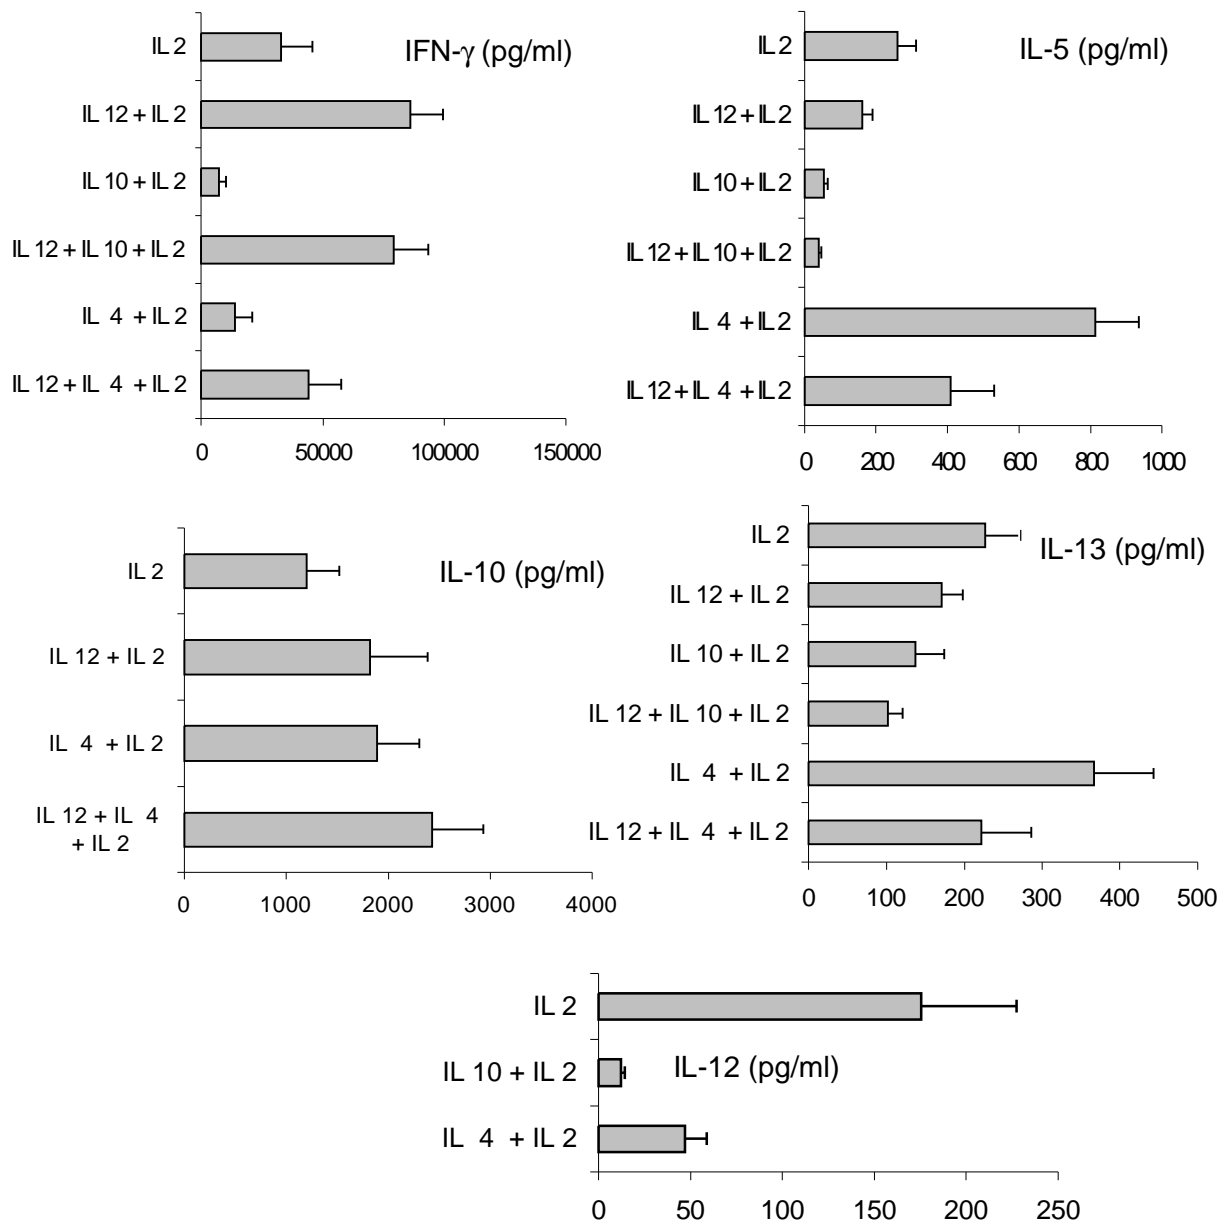 IFN-γ (pg/ml)
IL 2
IL 12 + IL 2
IL 10 + IL 2
IL 12 + IL 10 + IL 2
IL 4 + IL 2
IL 12 + IL 4 + IL 2
0 50000 100000 150000
IL-5 (pg/ml)
IL 2
IL 12 + IL 2
IL 10 + IL 2
IL 12 + IL 10 + IL 2
IL 4 + IL 2
IL 12 + IL 4 + IL 2
0 200 400 600 800 1000
IL-10 (pg/ml)
IL 2
IL 12 + IL 2
IL 4 + IL 2
IL 12 + IL 4
+ IL 2
0 1000 2000 3000 4000
IL-13 (pg/ml)
IL 2
IL 12 + IL 2
IL 10 + IL 2
IL 12 + IL 10 + IL 2
IL 4 + IL 2
IL 12 + IL 4 + IL 2
0 100 200 300 400 500
IL 2
IL 10 + IL 2
IL-12 (pg/ml)
IL 4 + IL 2
0 50 100 150 200 250